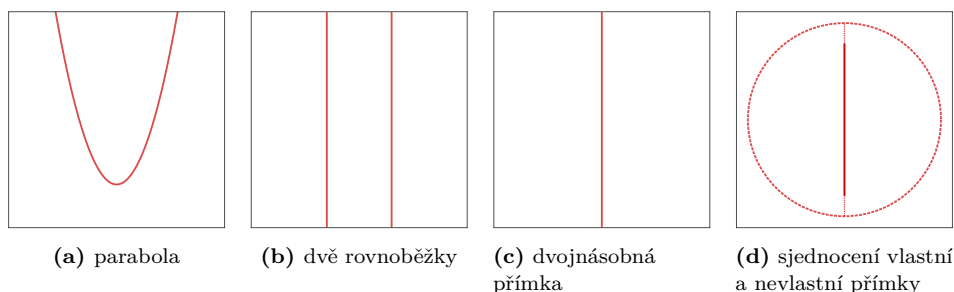 (a) parabola
(b) dvě rovnoběžky
(c) dvojnásobná
přímka
(d) sjednocení vlastní
a nevlastní přímky